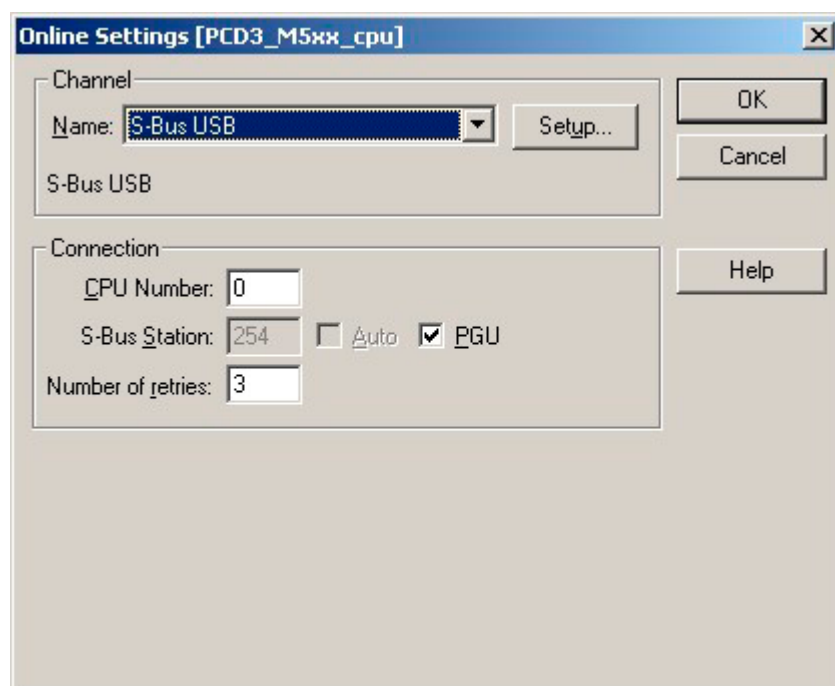 Online Settings [PCD3_M5xx_cpu]
Channel
Name: S-Bus USB Setup...
S-Bus USB
OK
Cancel
Connection
CPU Number: 0
S-Bus Station: 254 Auto PGU
Number of retries: 3
Help